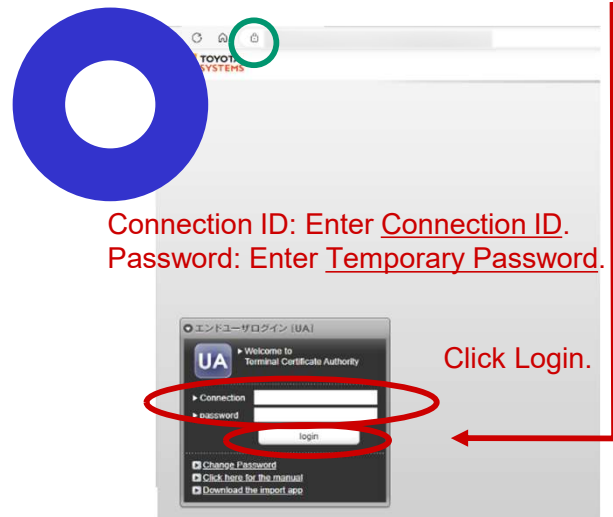 TOYOTA
SYSTEMS
Connection ID: Enter Connection ID.
Password: Enter Temporary Password.
エンドユーザログイン [UA]
UA
Welcome to
Terminal Certificate Authority
Click Login.
Connection
password
login
Change Password
Click here for the manual
Download the import app